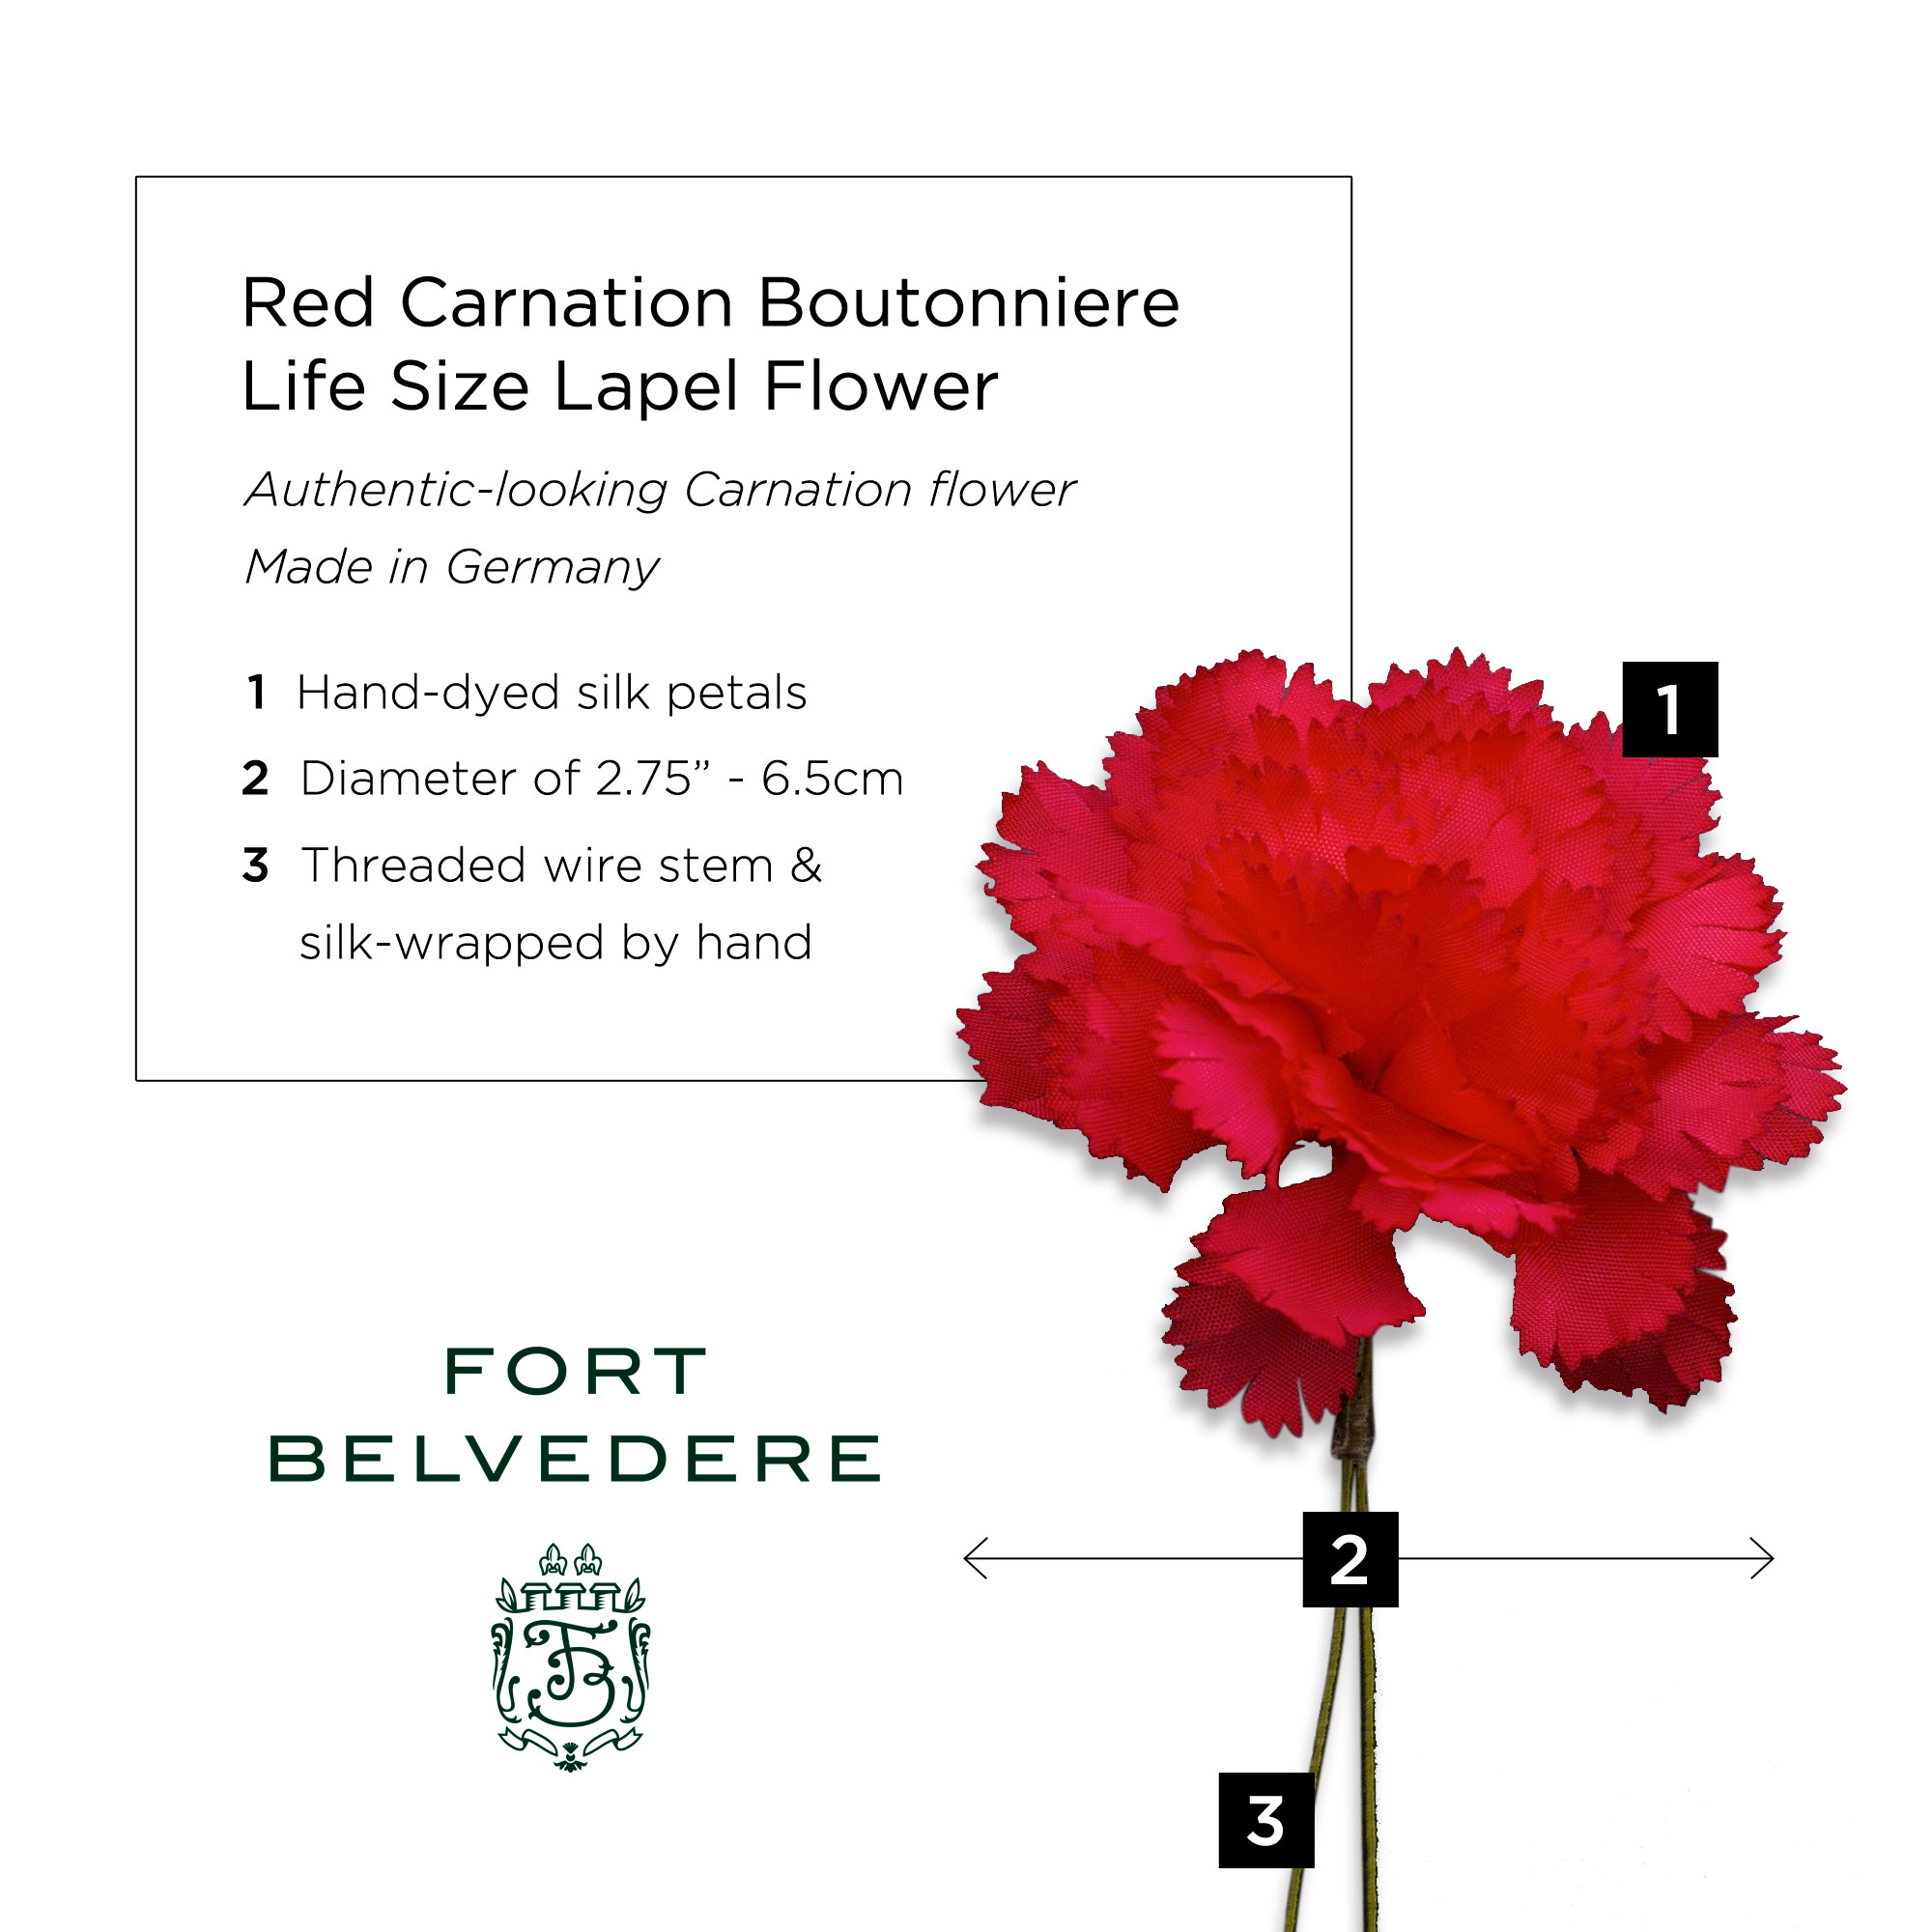 Red Carnation Boutonniere
Life Size Lapel Flower
Authentic-looking Carnation flower
Made in Germany
1 Hand-dyed silk petals
2 Diameter of 2.75” - 6.5cm
3 Threaded wire stem &
silk-wrapped by hand
1
FORT
BELVEDERE
2
FB
3